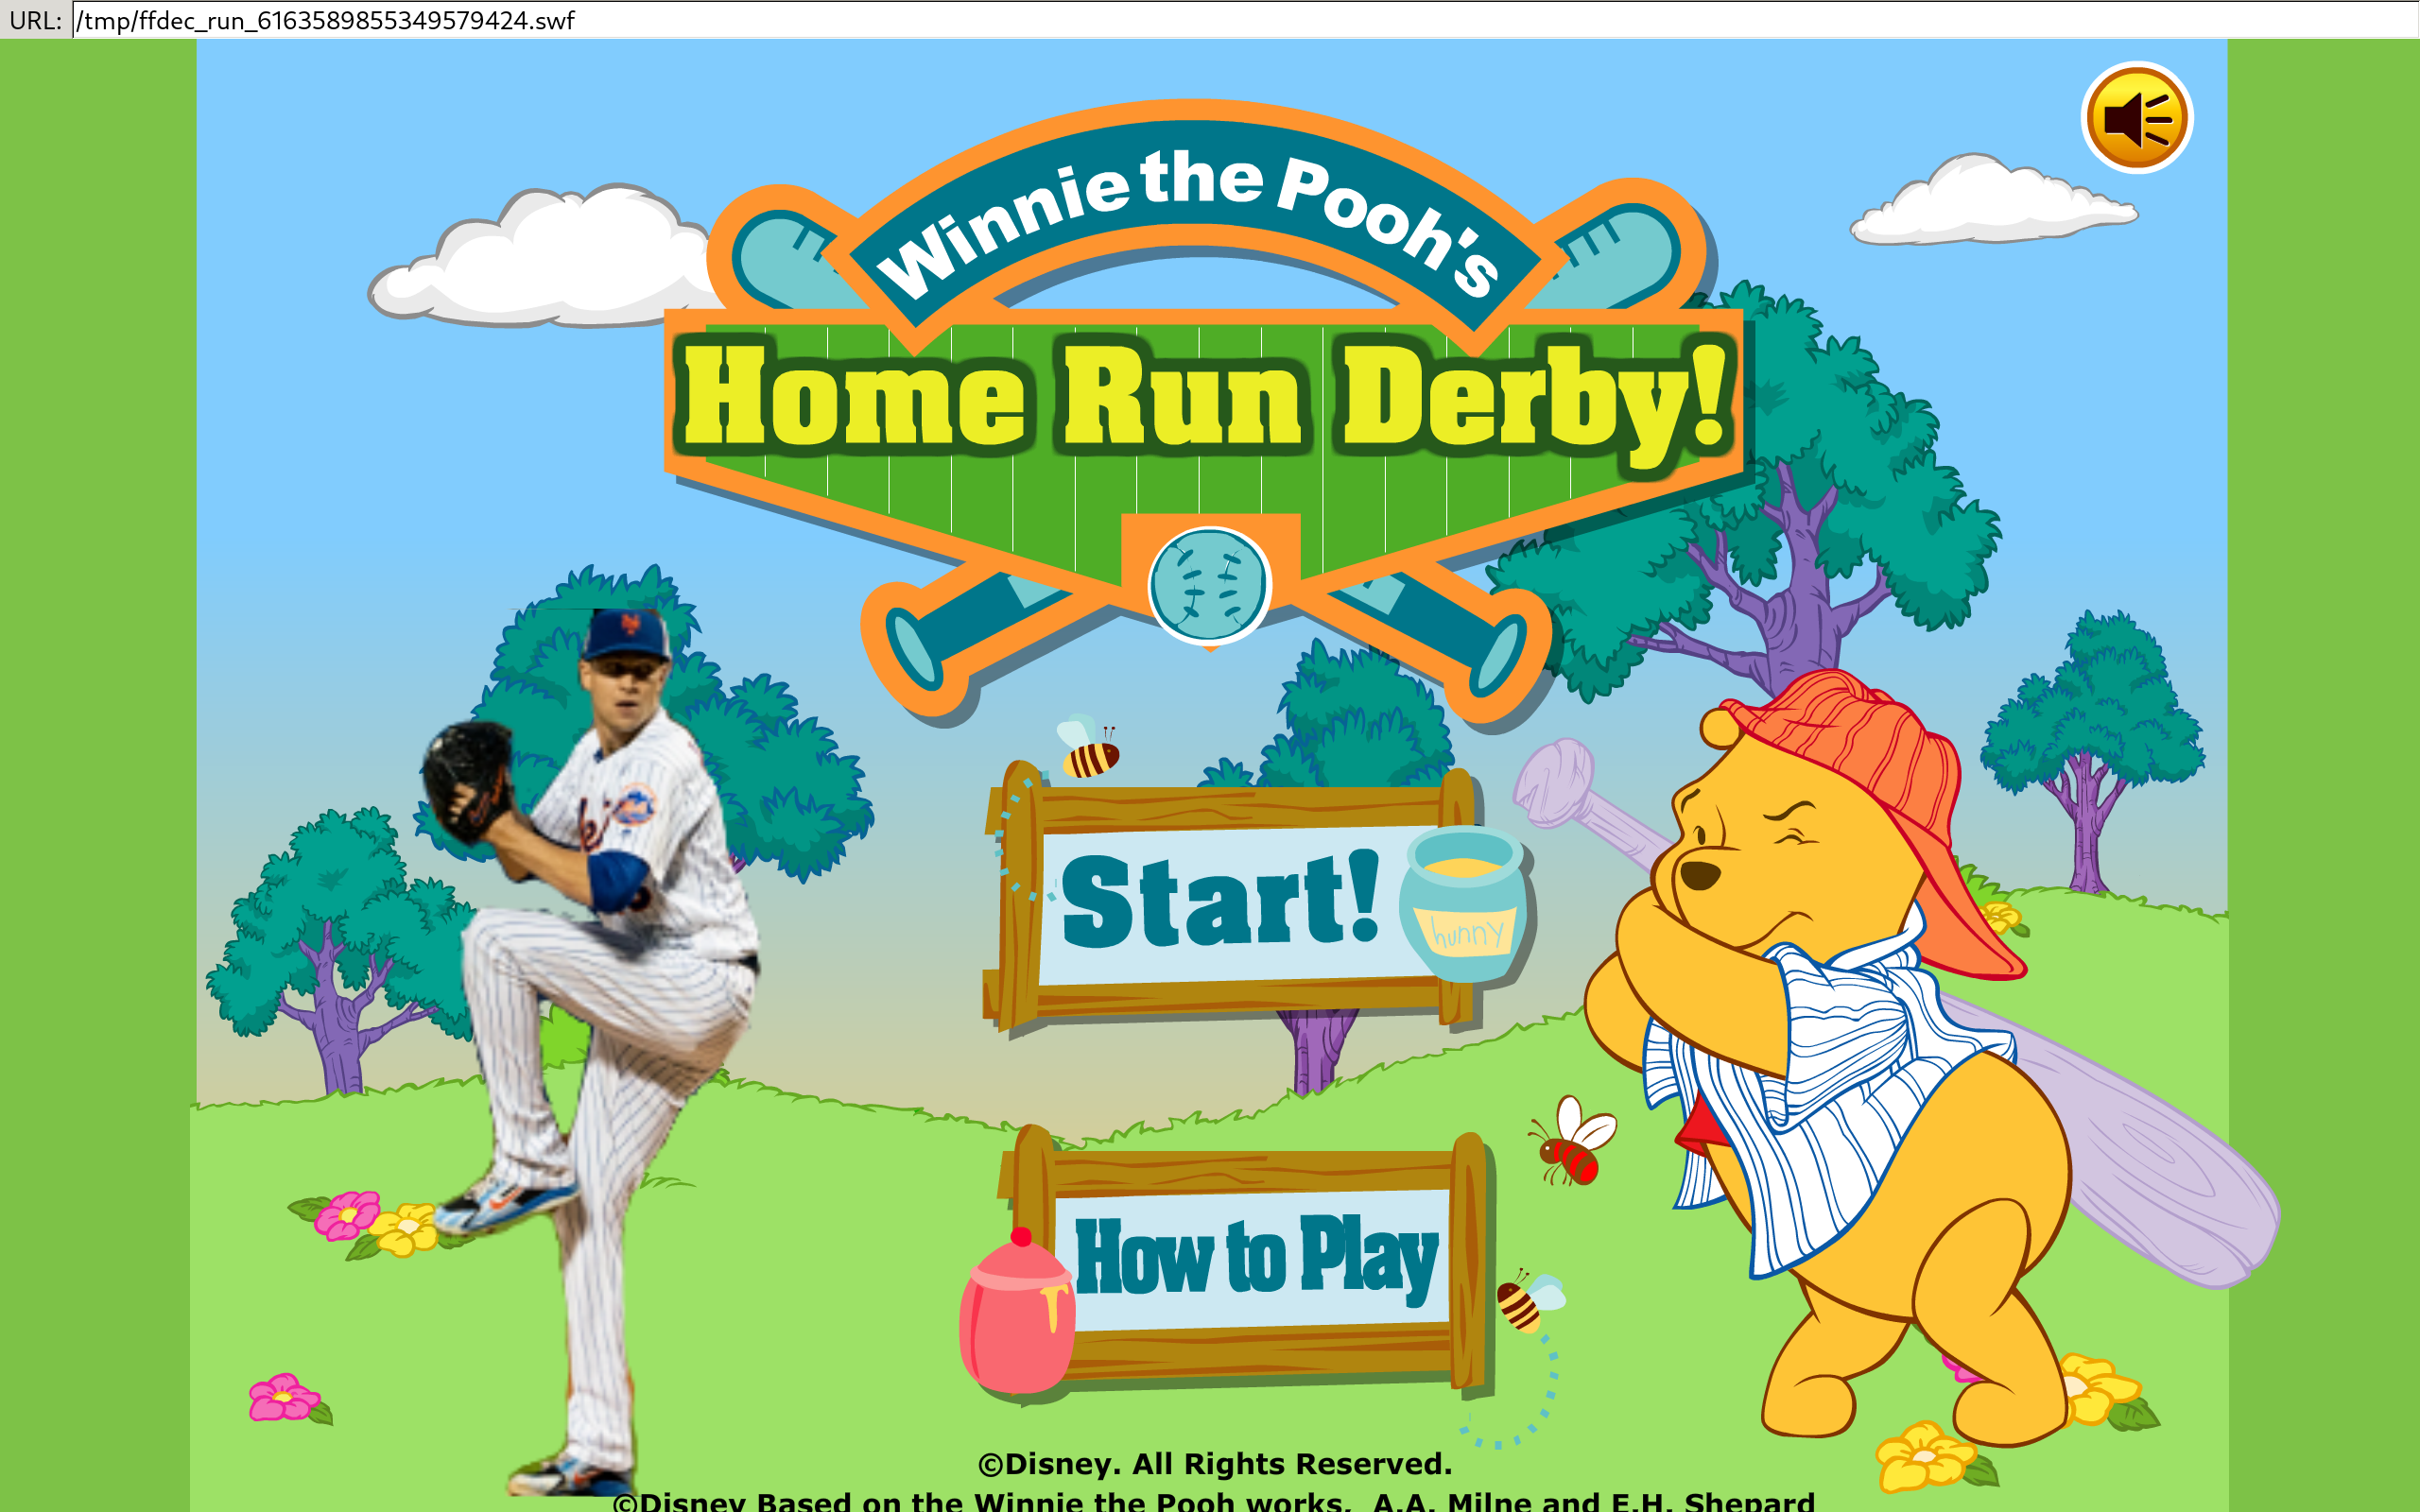 URL: /tmp/ffdec_run_6163589855349579424.swf
Winnie the Pooh's
Home Run Derby!
Start!
hunny
How to Play
©Disney. All Rights Reserved.
©Disney Based on the Winnie the Pooh works, A.A. Milne and E.H. Shepard